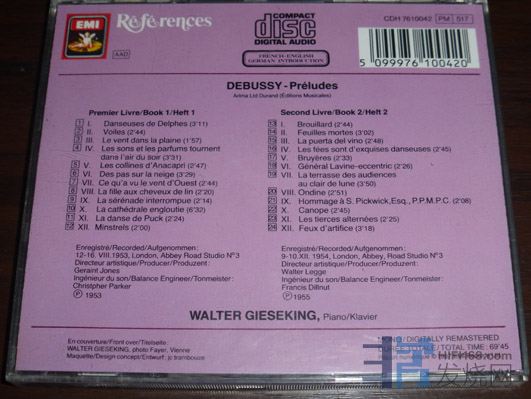 EMI
Références
AAD
COMPACT
disc
DIGITAL AUDIO
FRENCH-ENGLISH
GERMAN INTRODUCTION
CDH 7610042 PM 517
5 099976 100420
DEBUSSY - Préludes
Arima Ltd Durand (Éditions Musicales)
Premier Livre/Book 1/Heft 1
1 I. Danseuses de Delphes (3'11)
2 II. Voiles (2'44)
3 III. Le vent dans la plaine (1'57)
4 IV. Les sons et les parfums tournent
dans l'air du soir (3'31)
5 V. Les collines d'Anacapri (2'47)
6 VI. Des pas sur la neige (3'29)
7 VII. Ce qu'a vu le vent d'Ouest (2'44)
8 VIII. La fille aux cheveux de lin (2'20)
9 IX. La sérénade interrompue (2'14)
10 X. La cathédrale engloutie (6'32)
11 XI. La danse de Puck (2'24)
12 XII. Minstrels (2'00)
Enregistré/Recorded/Aufgenommen:
12-16. VIII.1953, London, Abbey Road Studio N°3
Directeur artistique/Producer/Produzent:
Geraint Jones
Ingénieur du son/Balance Engineer/Tonmeister:
Christopher Parker
℗ 1953
Second Livre/Book 2/Heft 2
13 I. Brouillard (2'44)
14 II. Feuilles mortes (3'02)
15 III. La puerta del vino (2'48)
16 IV. Les fées sont d'exquises danseuses (2'45)
17 V. Bruyères (2'33)
18 VI. Général Lavine-eccentric (2'26)
19 VII. La terrasse des audiences
au clair de lune (3'50)
20 VIII. Ondine (2'51)
21 IX. Hommage à S. Pickwick, Esq., P.P.M.P.C. (2'08)
22 X. Canope (2'45)
23 XI. Les tierces alternées (2'25)
24 XII. Feux d'artifice (3'18)
Enregistré/Recorded/Aufgenommen:
9-10.XII. 1954, London, Abbey Road Studio N°3
Directeur artistique/Producer/Produzent:
Walter Legge
Ingénieur du son/Balance Engineer/Tonmeister:
Francis Dillnut
℗ 1955
WALTER GIESEKING, Piano/Klavier
En couverture/Front over/Titelseite:
WALTER GIESEKING, photo Fayer, Vienne
Maquette/Design concept/Entwurf: jc trambouze
MONO/DIGITALLY REMASTERED
TOTAL TIME: 69'45
HIFI168.com
发烧网